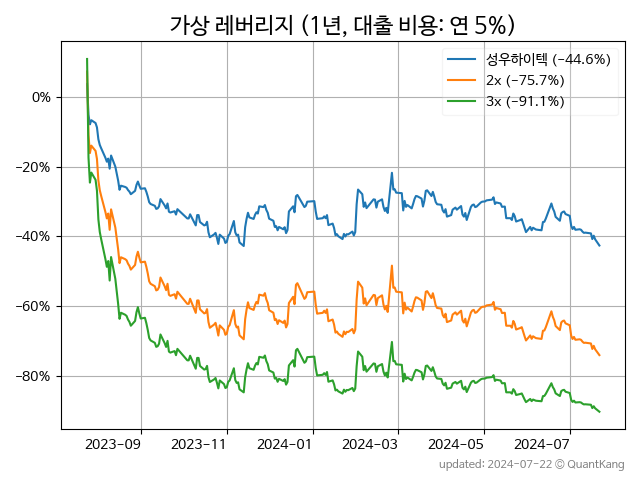 가상 레버리지 (1년, 대출 비용: 연 5%)
성우하이텍 (−44.6%)
2x (−75.7%)
3x (−91.1%)
0%
−20%
−40%
−60%
−80%
2023-09
2023-11
2024-01
2024-03
2024-05
2024-07
updated: 2024-07-22 © QuantKang